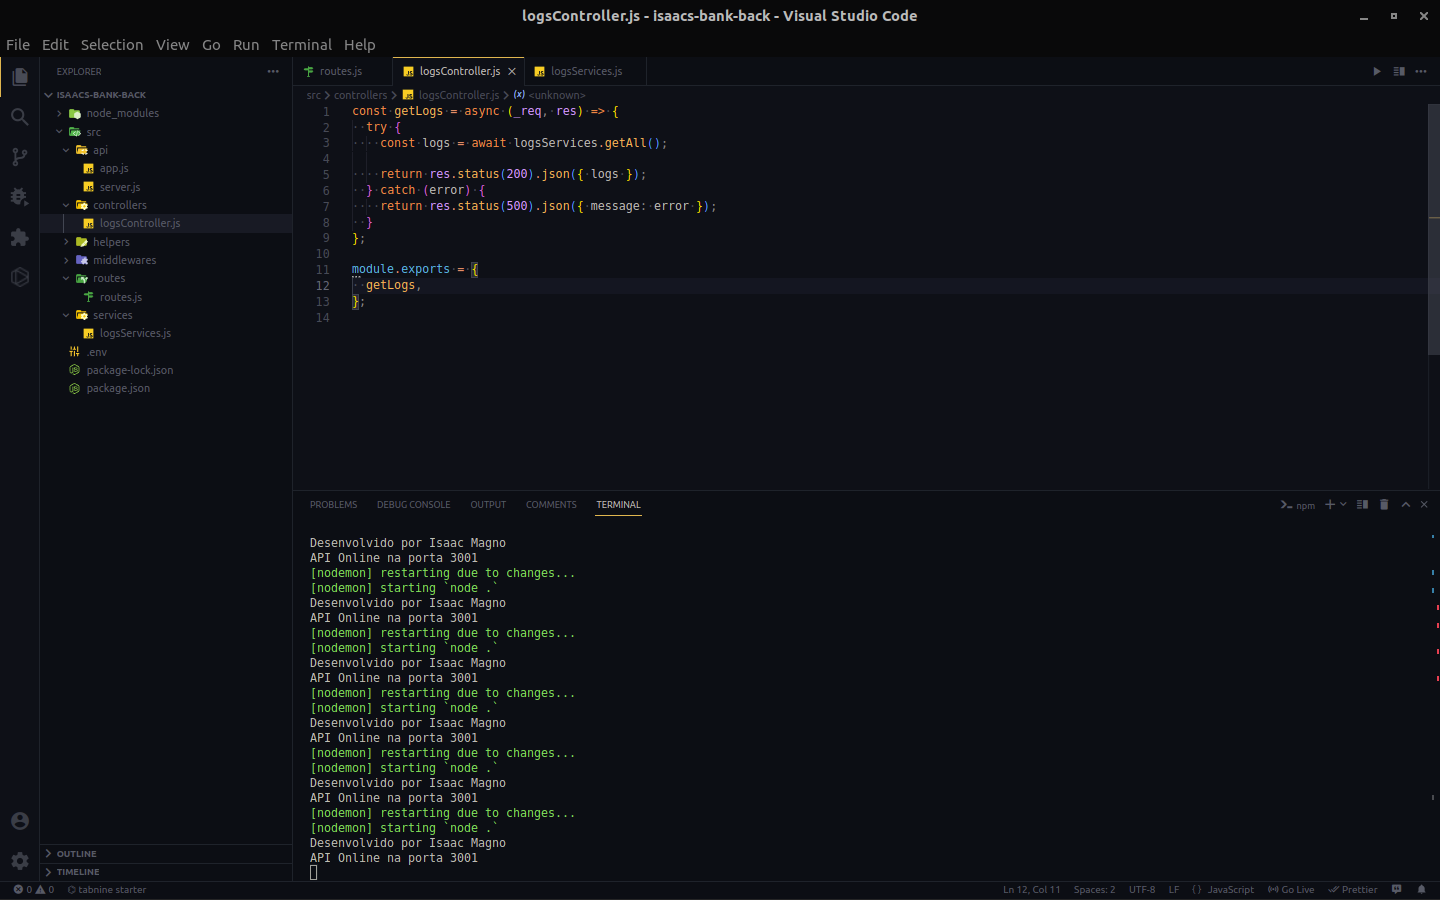 logsController.js - isaacs-bank-back - Visual Studio Code
File Edit Selection View Go Run Terminal Help
EXPLORER
ISAACS-BANK-BACK
node_modules
src
api
app.js
server.js
controllers
logsController.js
helpers
middlewares
routes
routes.js
services
logsServices.js
.env
package-lock.json
package.json
OUTLINE
TIMELINE
routes.js logsController.js logsServices.js
src > controllers > logsController.js > <unknown>
1 const getLogs = async (_req, res) => {
2 try {
3 const logs = await logsServices.getAll();
4
5 return res.status(200).json({ logs });
6 } catch (error) {
7 return res.status(500).json({ message: error });
8 }
9 };
10
11 module.exports = {
12 getLogs,
13 };
14
PROBLEMS DEBUG CONSOLE OUTPUT COMMENTS TERMINAL
npm
Desenvolvido por Isaac Magno
API Online na porta 3001
[nodemon] restarting due to changes...
[nodemon] starting `node .`
Desenvolvido por Isaac Magno
API Online na porta 3001
[nodemon] restarting due to changes...
[nodemon] starting `node .`
Desenvolvido por Isaac Magno
API Online na porta 3001
[nodemon] restarting due to changes...
[nodemon] starting `node .`
Desenvolvido por Isaac Magno
API Online na porta 3001
[nodemon] restarting due to changes...
[nodemon] starting `node .`
Desenvolvido por Isaac Magno
API Online na porta 3001
[nodemon] restarting due to changes...
[nodemon] starting `node .`
Desenvolvido por Isaac Magno
API Online na porta 3001
0 0 tabnine starter Ln 12, Col 11 Spaces: 2 UTF-8 LF {} JavaScript Go Live Prettier